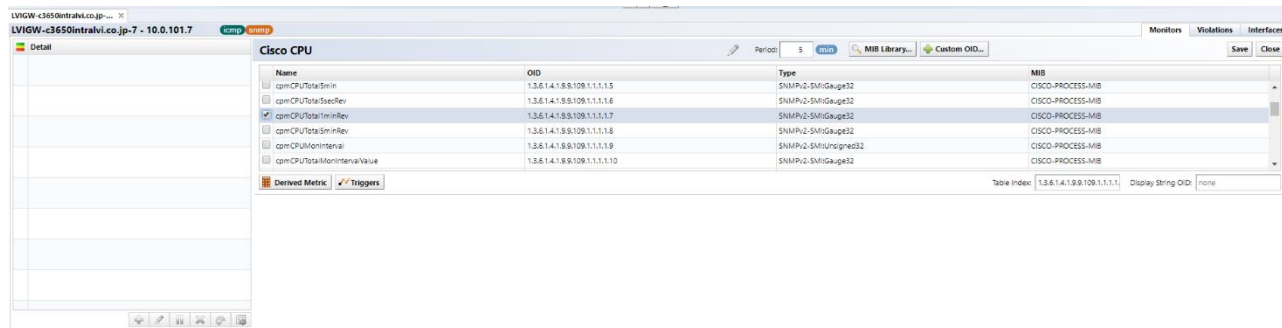 LVIGW-c3650intralvi.co.jp-...
LVIGW-c3650intralvi.co.jp-7 - 10.0.101.7 icmp snmp
Monitors Violations Interfaces
Detail
Cisco CPU
Period: 5 min MIB Library... Custom OID... Save Close
Name OID Type MIB
cpmCPUTotal5min 1.3.6.1.4.1.9.9.109.1.1.1.1.5 SNMPv2-SMI:Gauge32 CISCO-PROCESS-MIB
cpmCPUTotal5secRev 1.3.6.1.4.1.9.9.109.1.1.1.1.6 SNMPv2-SMI:Gauge32 CISCO-PROCESS-MIB
cpmCPUTotal1minRev 1.3.6.1.4.1.9.9.109.1.1.1.1.7 SNMPv2-SMI:Gauge32 CISCO-PROCESS-MIB
cpmCPUTotal5minRev 1.3.6.1.4.1.9.9.109.1.1.1.1.8 SNMPv2-SMI:Gauge32 CISCO-PROCESS-MIB
cpmCPUMonInterval 1.3.6.1.4.1.9.9.109.1.1.1.1.9 SNMPv2-SMI:Unsigned32 CISCO-PROCESS-MIB
cpmCPUTotalMonIntervalValue 1.3.6.1.4.1.9.9.109.1.1.1.1.10 SNMPv2-SMI:Gauge32 CISCO-PROCESS-MIB
Derived Metric Triggers Table Index: 1.3.6.1.4.1.9.9.109.1.1.1.1. Display String OID: none